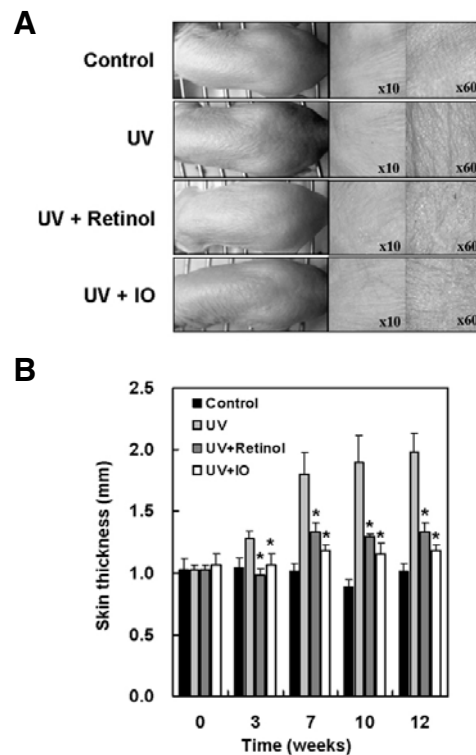 A
Control
x10
x60
UV
x10
x60
UV + Retinol
x10
x60
UV + IO
x10
x60
B
2.5
2.0
1.5
1.0
0.5
0.0
Skin thickness (mm)
Control
UV
UV+Retinol
UV+IO
* *
* *
* *
* *
0 3 7 10 12
Time (weeks)